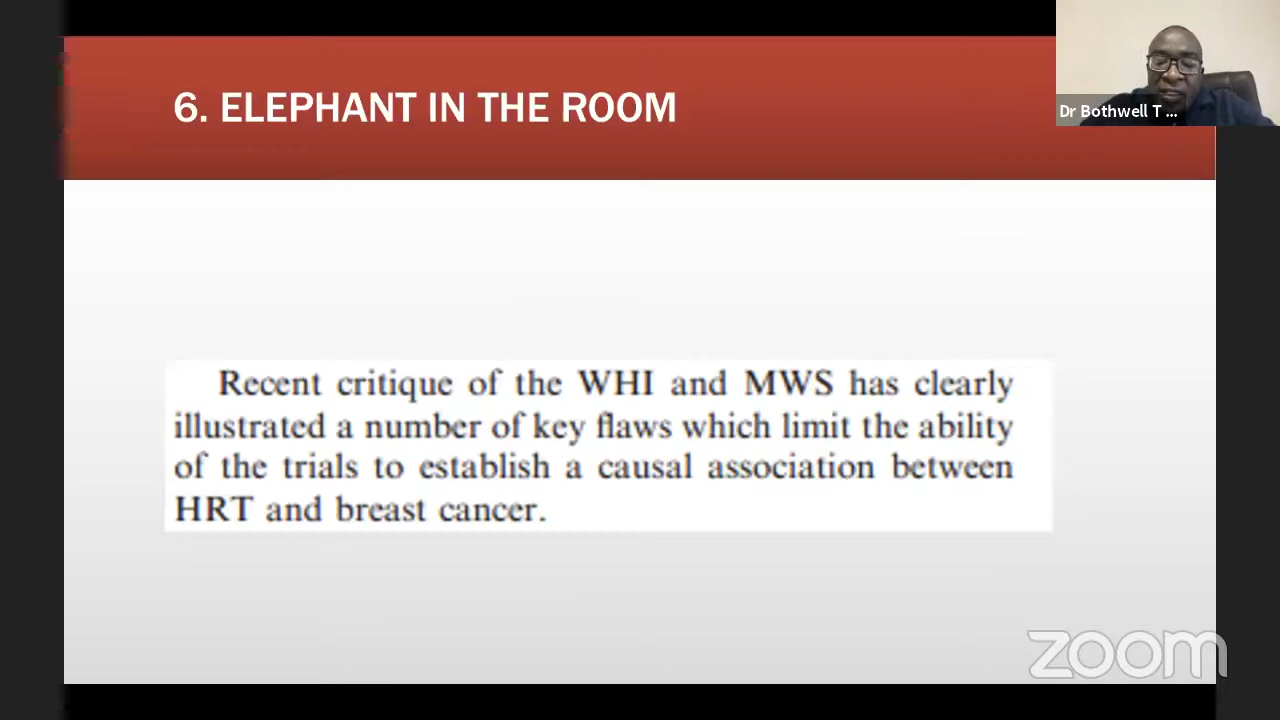 6. ELEPHANT IN THE ROOM
Dr Bothwell T ...
Recent critique of the WHI and MWS has clearly
illustrated a number of key flaws which limit the ability
of the trials to establish a causal association between
HRT and breast cancer.
zoom